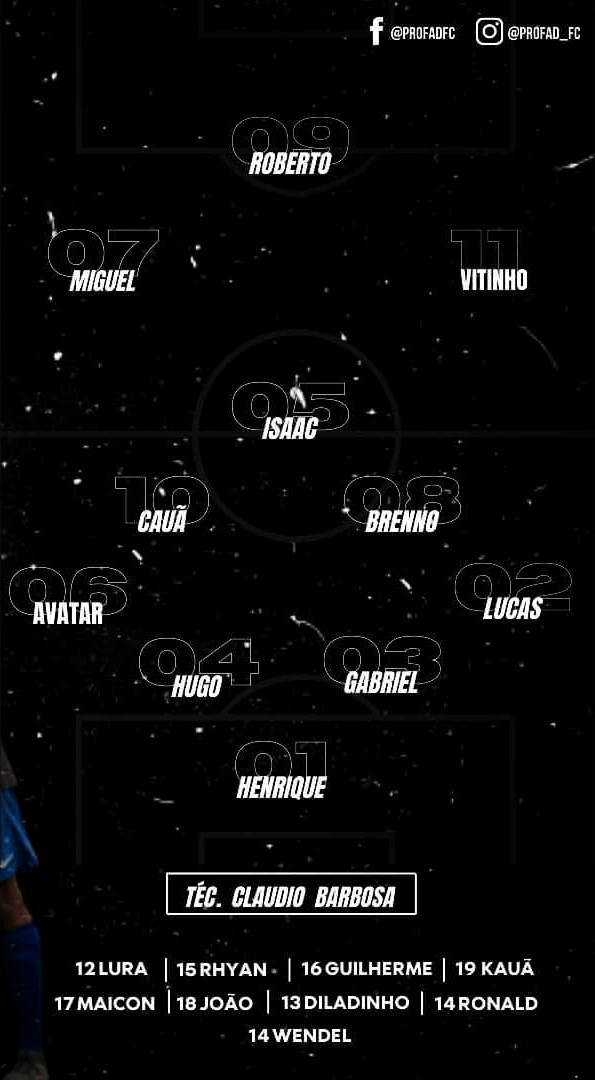 @PROFADFC @PROFAD_FC
09
ROBERTO
07
MIGUEL
11
VITINHO
05
ISAAC
10
CAUÃ
08
BRENNO
06
AVATAR
02
LUCAS
04
HUGO
03
GABRIEL
01
HENRIQUE
TÉC. CLAUDIO BARBOSA
12 LURA | 15 RHYAN | 16 GUILHERME | 19 KAUÃ
17 MAICON | 18 JOÃO | 13 DILADINHO | 14 RONALD
14 WENDEL